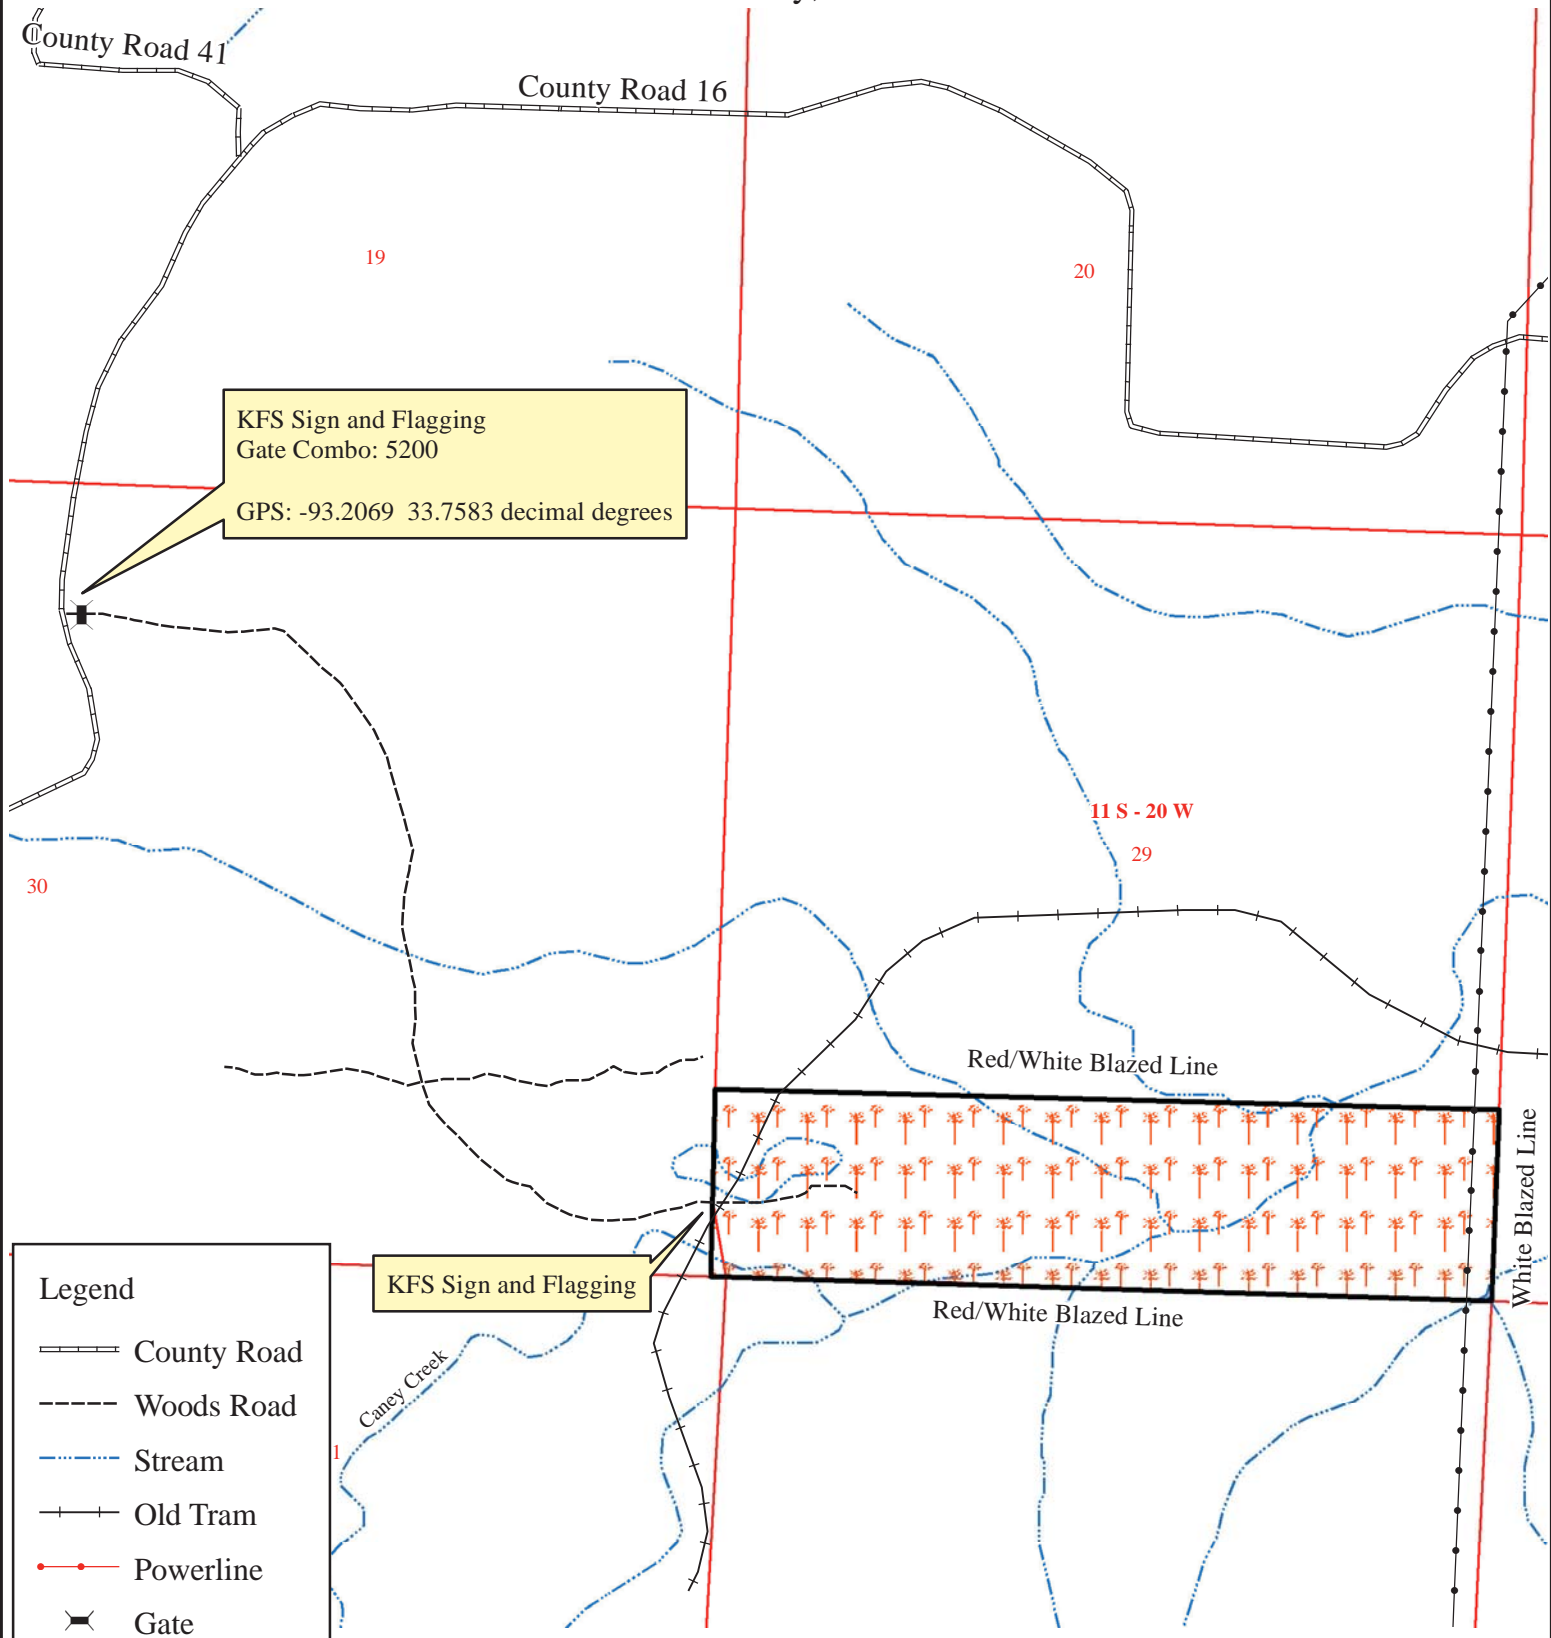 County Road 41
County Road 16
19
20
KFS Sign and Flagging
Gate Combo: 5200
GPS: -93.2069 33.7583 decimal degrees
11 S - 20 W
29
30
Red/White Blazed Line
White Blazed Line
KFS Sign and Flagging
Red/White Blazed Line
Caney Creek
1
Legend
County Road
Woods Road
Stream
Old Tram
Powerline
Gate